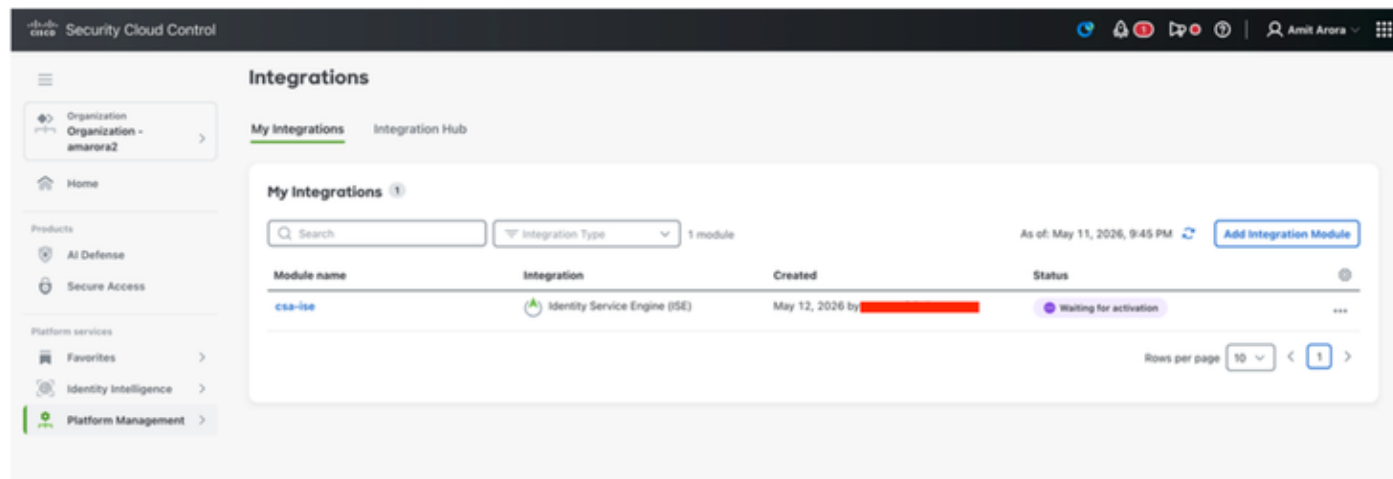 CISCO Security Cloud Control
1
Amit Arora
Integrations
Organization
Organization -
amarora2
My Integrations Integration Hub
Home
My Integrations 1
Products
Search
Integration Type
1 module
As of: May 11, 2026, 9:45 PM
Add Integration Module
AI Defense
Secure Access
Module name Integration Created Status
csa-ise Identity Service Engine (ISE) May 12, 2026 by Waiting for activation
Platform services
Favorites
Rows per page 10 1
Identity Intelligence
Platform Management